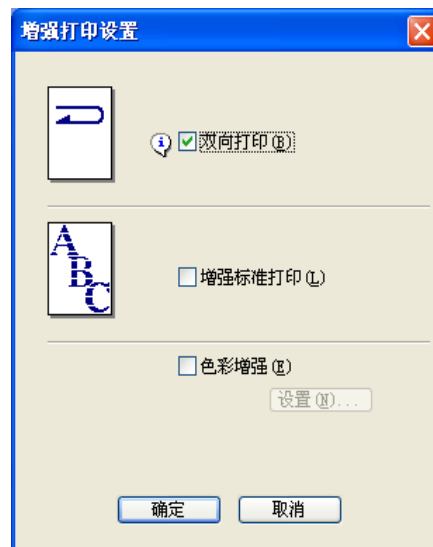 增强打印设置
双向打印(B)
ABC
增强标准打印(L)
色彩增强(E)
设置(N)...
确定
取消